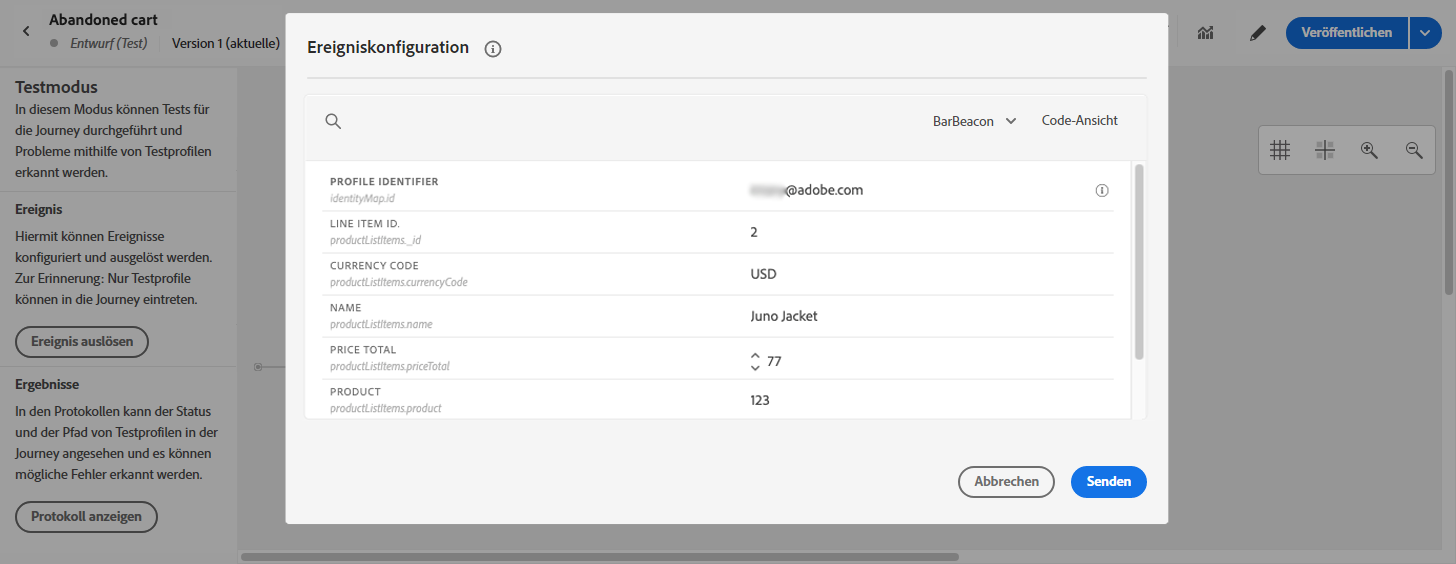 Abandoned cart
Entwurf (Test) Version 1 (aktuelle)
Veröffentlichen
Testmodus
In diesem Modus können Tests für
die Journey durchgeführt und
Probleme mithilfe von Testprofilen
erkannt werden.
Ereignis
Hiermit können Ereignisse
konfiguriert und ausgelöst werden.
Zur Erinnerung: Nur Testprofile
können in die Journey eintreten.
Ereignis auslösen
Ergebnisse
In den Protokollen kann der Status
und der Pfad von Testprofilen in der
Journey angesehen und es können
mögliche Fehler erkannt werden.
Protokoll anzeigen
Ereigniskonfiguration
BarBeacon Code-Ansicht
PROFILE IDENTIFIER
identityMap.id
@adobe.com
LINE ITEM ID.
productListItems._id
2
CURRENCY CODE
productListItems.currencyCode
USD
NAME
productListItems.name
Juno Jacket
PRICE TOTAL
productListItems.priceTotal
77
PRODUCT
productListItems.product
123
Abbrechen Senden